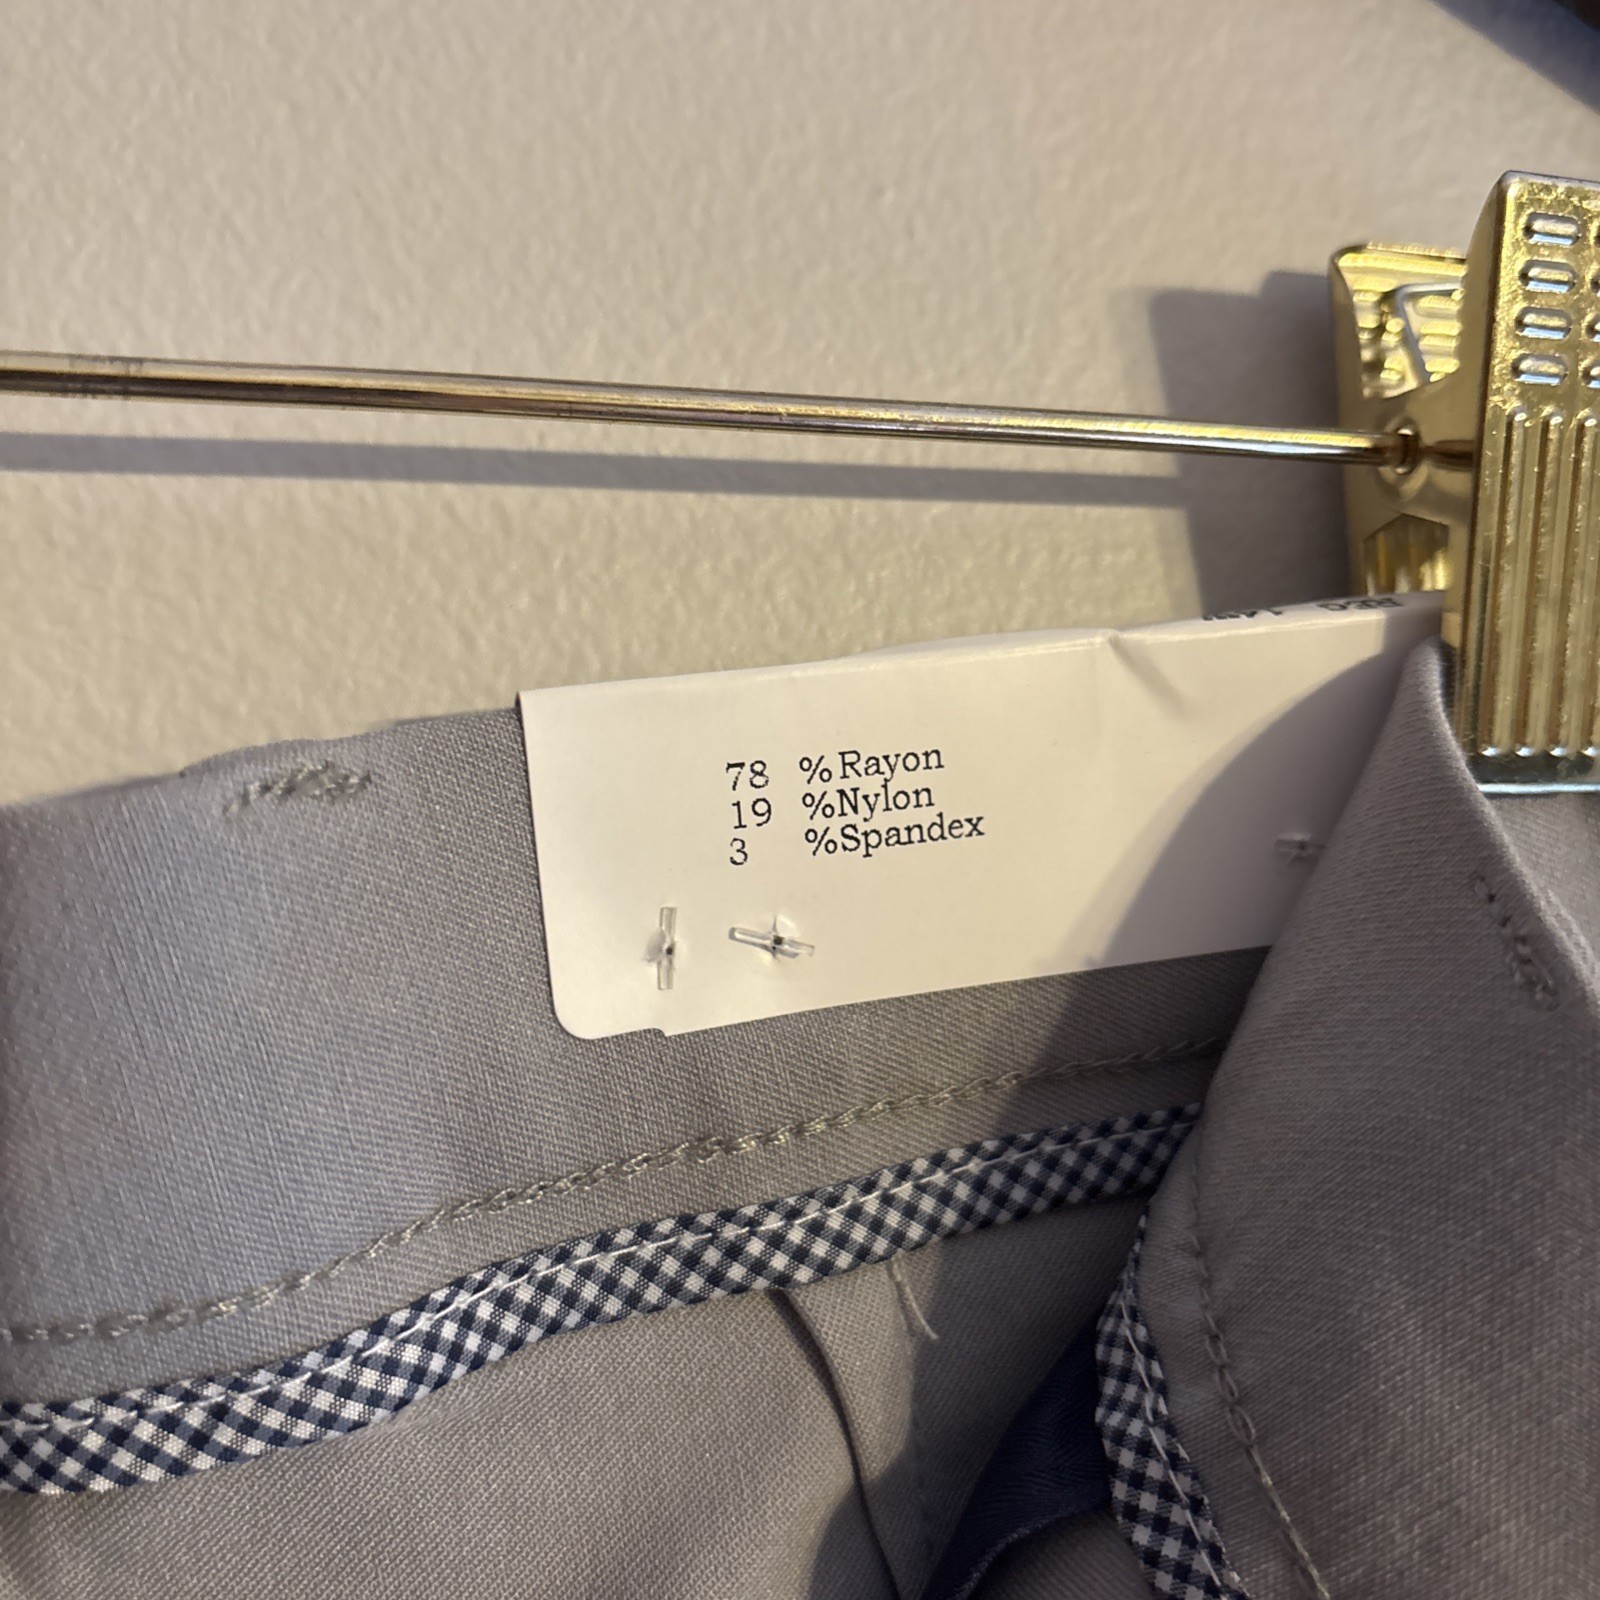 78 %Rayon
19 %Nylon
3 %Spandex